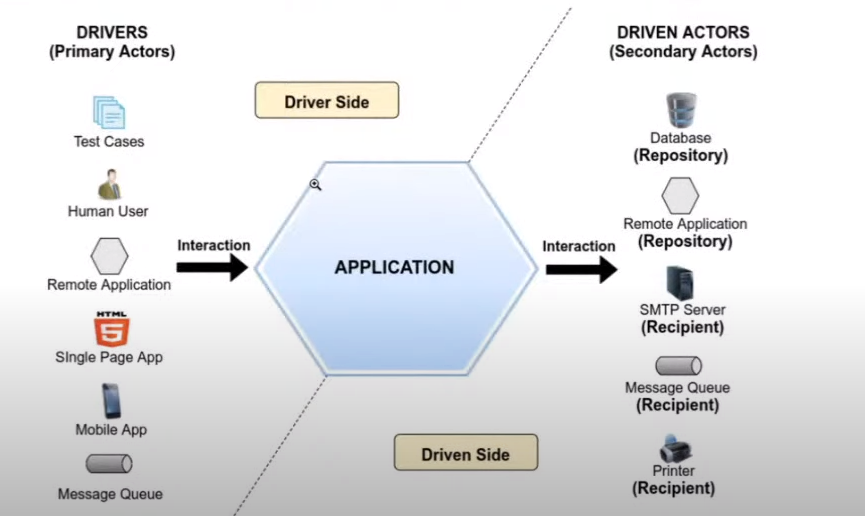 DRIVERS
(Primary Actors)
Test Cases
Human User
Remote Application
HTML
5
SIngle Page App
Mobile App
Message Queue
Interaction
Driver Side
APPLICATION
Driven Side
Interaction
DRIVEN ACTORS
(Secondary Actors)
Database
(Repository)
Remote Application
(Repository)
SMTP Server
(Recipient)
Message Queue
(Recipient)
Printer
(Recipient)